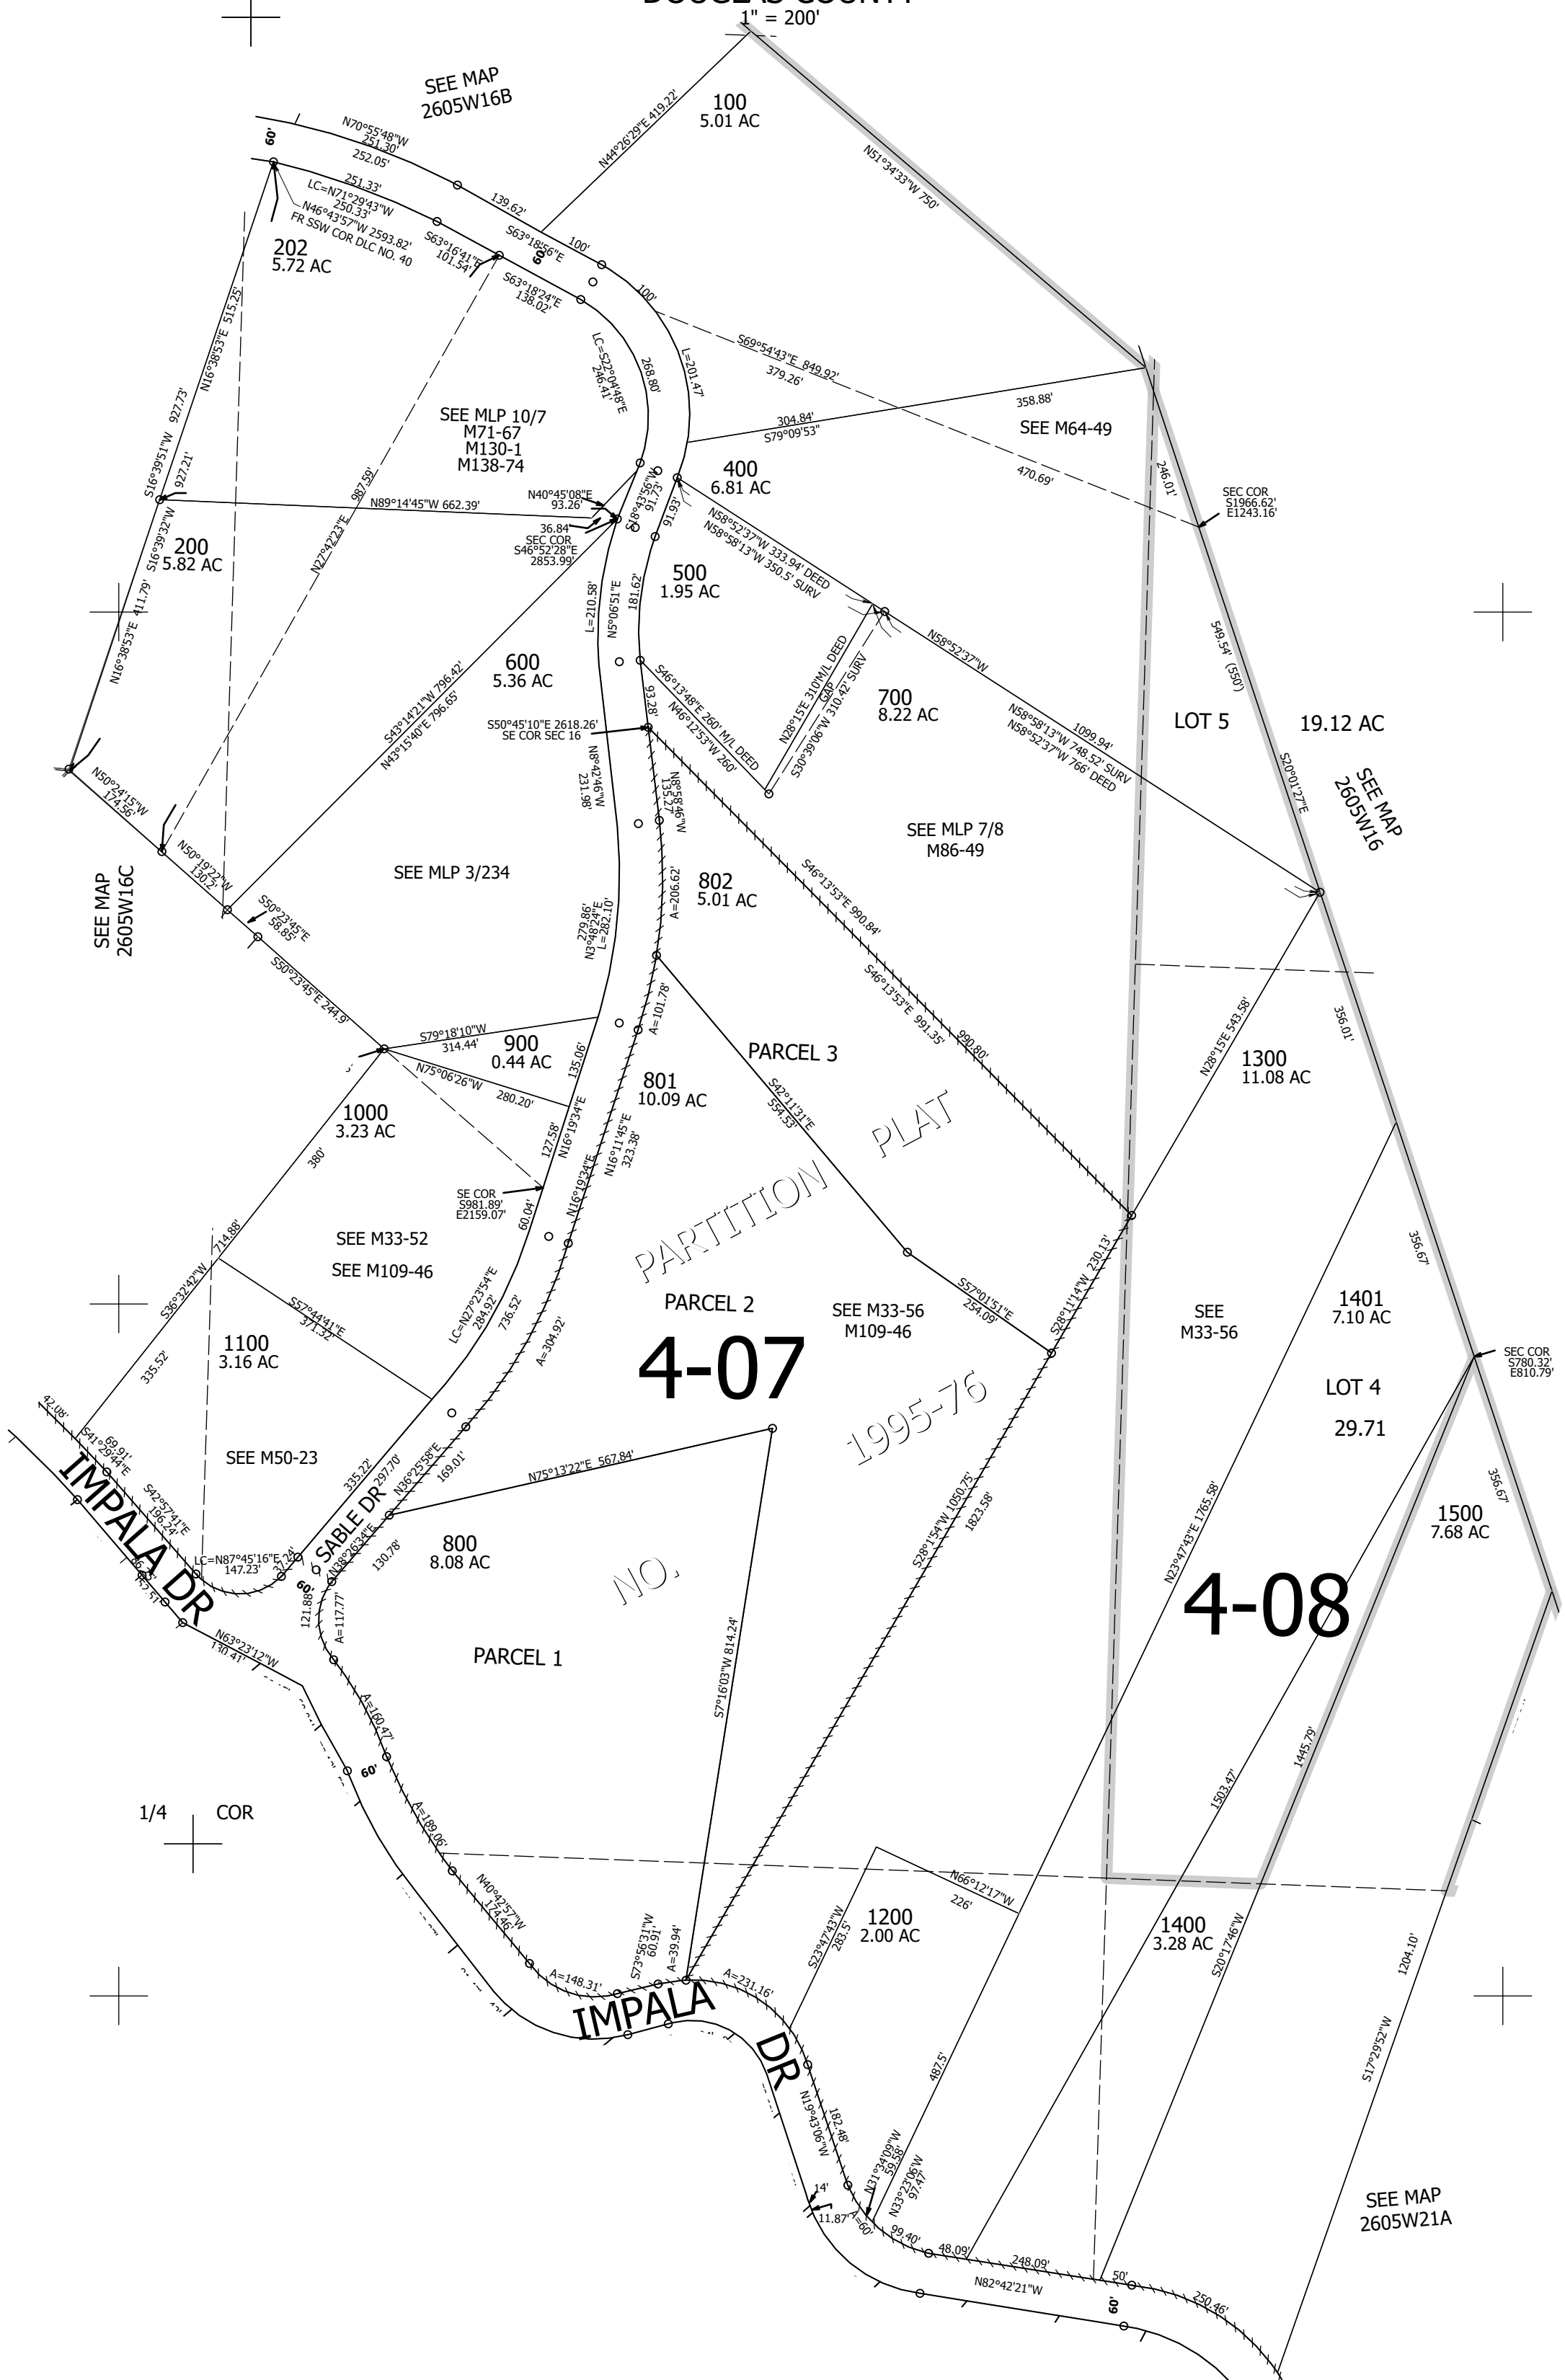 DOUGLAS COUNTY
1" = 200'
SEE MAP
2605W16B
100
5.01 AC
N44°26'29"E 419.22'
N51°34'33"W 750'
60'
N70°55'48"W
251.30'
252.05'
251.33'
LC=N71°29'43"W
250.33'
N46°43'57"W 2593.82'
FR SSW COR DLC NO. 40
139.62'
S63°18'56"E
100'
60'
S63°16'41"E
101.54'
S63°18'24"E
138.02'
100'
202
5.72 AC
N16°38'53"E 515.25'
S16°39'51"W 927.73'
927.21'
LC=S22°04'48"E
246.41'
268.80'
L=201.47'
S69°54'43"E 849.92'
379.26'
358.88'
304.84'
S79°09'53"
SEE M64-49
470.69'
246.01'
SEC COR
S1966.62'
E1243.16'
SEE MLP 10/7
M71-67
M130-1
M138-74
400
6.81 AC
N89°14'45"W 662.39'
N40°45'08"E
93.26'
36.84'
SEC COR
S46°52'28"E
2853.99'
S18°43'56"W
91.73'
91.93'
N58°52'37"W 333.94' DEED
N58°58'13"W 350.5' SURV
200
5.82 AC
S16°39'32"W
N16°38'53"E 411.79'
N27°42'23"E 987.59'
500
1.95 AC
L=210.58'
N5°06'51"E
181.62'
N58°52'37"W
549.54' (550')
600
5.36 AC
S43°14'21"W 796.42'
N43°15'40"E 796.65'
S46°13'48"E 260' M/L DEED
N46°12'53"W 260'
N28°15'E 310'M/L DEED
GAP
S30°39'06"W 310.42' SURV
700
8.22 AC
1099.94'
N58°58'13"W 748.52' SURV
N58°52'37"W 766' DEED
LOT 5
19.12 AC
S50°45'10"E 2618.26'
SE COR SEC 16
93.28'
N8°42'46"W
231.98'
N8°58'46"W
135.27'
S20°01'27"E
SEE MAP
2605W16
N50°24'15"W
174.56'
N50°19'22"W
130.2'
SEE MLP 7/8
M86-49
SEE MLP 3/234
802
5.01 AC
A=206.62'
S46°13'53"E 990.84'
SEE MAP
2605W16C
S50°23'45"E
58.85'
279.86'
N3°48'24"E
L=282.10'
S50°23'45"E 244.9'
A=101.78'
S46°13'53"E 991.35'
990.80'
N28°15'E 543.58'
356.01'
S79°18'10"W
314.44'
900
0.44 AC
135.06'
N75°06'26"W
280.20'
PARCEL 3
801
10.09 AC
1300
11.08 AC
S42°11'31"E
554.53'
PLAT
1000
3.23 AC
380'
127.58'
N16°19'34"E
N16°11'45"E
323.38'
PARTITION
SE COR
S981.89'
E2159.07'
60.04'
N16°19'34"E
714.88'
SEE M33-52
SEE M109-46
S28°11'14"W 230.13'
356.67'
S36°32'42"W
S57°44'41"E
371.32'
LC=N27°23'54"E
284.92'
736.52'
PARCEL 2
4-07
SEE M33-56
M109-46
S57°01'51"E
254.09'
SEE
M33-56
1401
7.10 AC
SEC COR
S780.32'
E810.79'
1100
3.16 AC
335.52'
A=304.92'
LOT 4
29.71
1995-76
42.08'
69.91'
S41°29'44"E
SEE M50-23
335.22'
297.70'
N36°25'58"E
169.01'
N75°13'22"E 567.84'
S42°57'41"E
196.24'
IMPALA DR
SABLE DR
N38°26'34"E
130.78'
800
8.08 AC
NO.
S28°1'54"W 1050.75'
1823.58'
N23°47'43"E 1765.58'
356.67'
1500
7.68 AC
LC=N87°45'16"E
147.23'
37.24'
60'
121.88'
A=117.77'
4-08
N63°23'12"W
130.41'
PARCEL 1
S7°16'03"W 814.24'
A=160.47'
60'
1445.79'
1503.47'
1/4 COR
A=189.06'
N40°42'57"W
174.46'
N66°12'17"W
226'
1200
2.00 AC
S23°47'43"W
283.5'
1400
3.28 AC
S20°17'46"W
1204.10'
S73°56'31"W
60.91'
A=39.94'
A=148.31'
A=231.16'
IMPALA
DR
487.5'
S17°29'52"W
182.48'
N19°43'06"W
N31°34'09"W
59.58'
N33°23'06"W
97.47'
14'
11.87'
A=60'
99.40'
48.09'
248.09'
N82°42'21"W
50'
60'
250.46'
SEE MAP
2605W21A